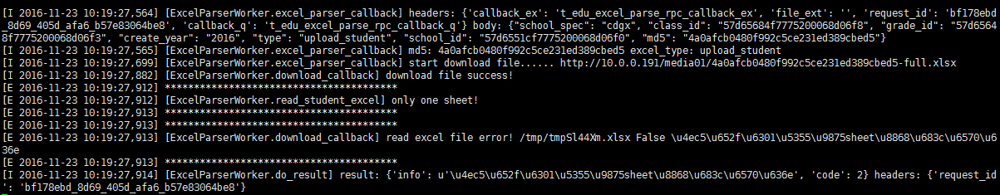 [I 2016-11-23 10:19:27,564] [ExcelParserWorker.excel_parser_callback] headers: {'callback_ex': 't_edu_excel_parse_rpc_callback_ex', 'file_ext': '', 'request_id': 'bf178ebd
_8d69_405d_afa6_b57e83064be8', 'callback_q': 't_edu_excel_parse_rpc_callback_q'} body: {"school_spec": "cdgx", "class_id": "57d65684f7775200068d06f8", "grade_id": "57d6564
8f7775200068d06f3", "create_year": "2016", "type": "upload_student", "school_id": "57d6551cf7775200068d06f0", "md5": "4a0afcb0480f992c5ce231ed389cbed5"}
[I 2016-11-23 10:19:27,565] [ExcelParserWorker.excel_parser_callback] md5: 4a0afcb0480f992c5ce231ed389cbed5 excel_type: upload_student
[I 2016-11-23 10:19:27,699] [ExcelParserWorker.excel_parser_callback] start download file...... http://10.0.0.191/media01/4a0afcb0480f992c5ce231ed389cbed5-full.xlsx
[I 2016-11-23 10:19:27,882] [ExcelParserWorker.download_callback] download file success!
[E 2016-11-23 10:19:27,912] ****************************************
[E 2016-11-23 10:19:27,912] [ExcelParserWorker.read_student_excel] only one sheet!
[E 2016-11-23 10:19:27,913] ****************************************
[E 2016-11-23 10:19:27,913] ****************************************
[E 2016-11-23 10:19:27,913] [ExcelParserWorker.download_callback] read excel file error! /tmp/tmpSl44Xm.xlsx False \u4ec5\u652f\u6301\u5355\u9875sheet\u8868\u683c\u6570\u
636e
[E 2016-11-23 10:19:27,913] ****************************************
[I 2016-11-23 10:19:27,914] [ExcelParserWorker.do_result] result: {'info': u'\u4ec5\u652f\u6301\u5355\u9875sheet\u8868\u683c\u6570\u636e', 'code': 2} headers: {'request_id
': 'bf178ebd_8d69_405d_afa6_b57e83064be8'}